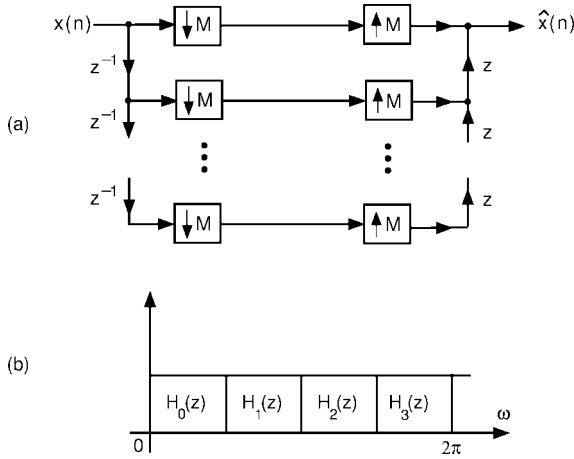 x(n) ↓M ↑M x̂(n)
z⁻¹ z
(a) z⁻¹ ↓M ↑M z
z⁻¹ ↓M ↑M z
(b)
H₀(z) H₁(z) H₂(z) H₃(z) ω
0 2π